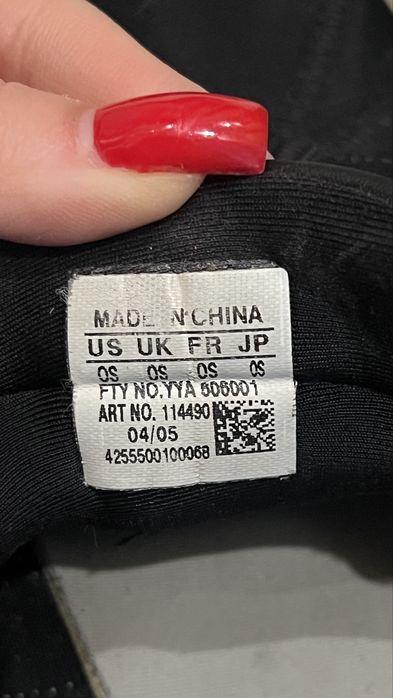 MADE IN CHINA
US UK FR JP
OS OS OS OS
FTY NO.YYA 606001
ART NO. 114490
04/05
4255500100068